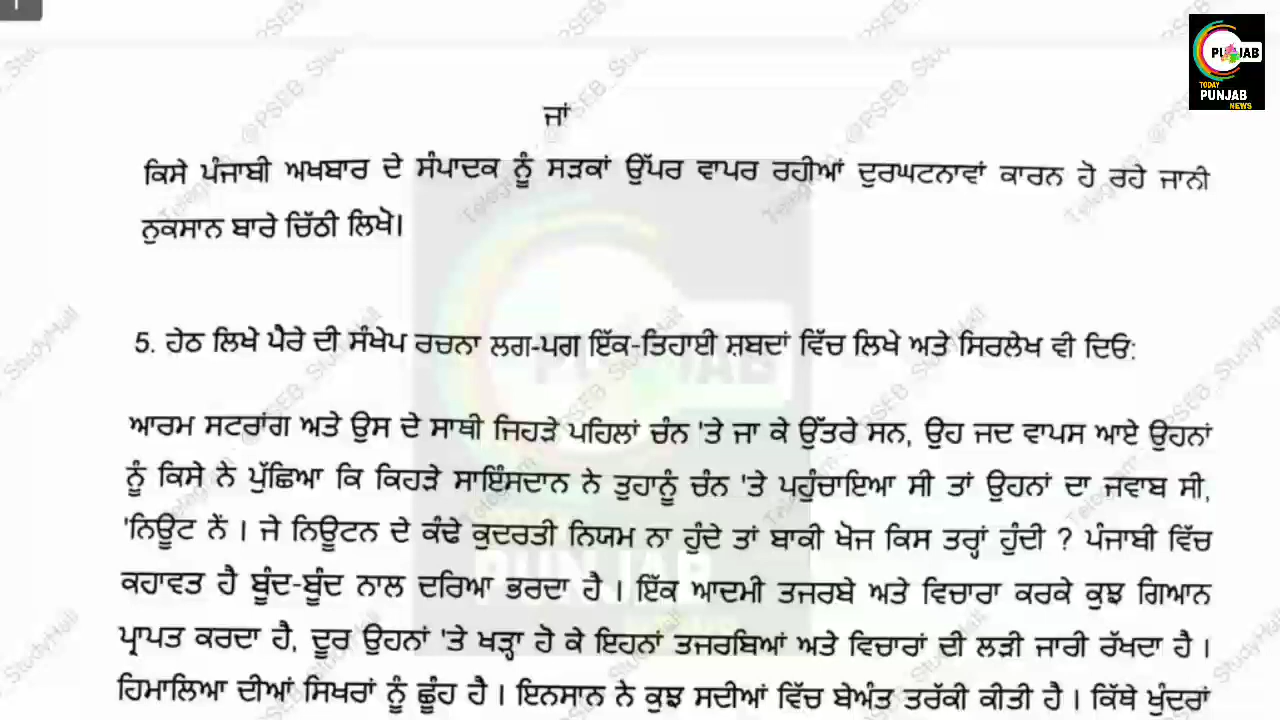 PUNJAB
TODAY
PUNJAB
NEWS
ਜਾਂ
ਕਿਸੇ ਪੰਜਾਬੀ ਅਖਬਾਰ ਦੇ ਸੰਪਾਦਕ ਨੂੰ ਸੜਕਾਂ ਉੱਪਰ ਵਾਪਰ ਰਹੀਆਂ ਦੁਰਘਟਨਾਵਾਂ ਕਾਰਨ ਹੋ ਰਹੇ ਜਾਨੀ
ਨੁਕਸਾਨ ਬਾਰੇ ਚਿੱਠੀ ਲਿਖੋ।
5. ਹੇਠ ਲਿਖੇ ਪੈਰੇ ਦੀ ਸੰਖੇਪ ਰਚਨਾ ਲਗ-ਪਗ ਇੱਕ-ਤਿਹਾਈ ਸ਼ਬਦਾਂ ਵਿੱਚ ਲਿਖੇ ਅਤੇ ਸਿਰਲੇਖ ਵੀ ਦਿਓ:
ਆਰਮ ਸਟਰਾਂਗ ਅਤੇ ਉਸ ਦੇ ਸਾਥੀ ਜਿਹੜੇ ਪਹਿਲਾਂ ਚੰਨ 'ਤੇ ਜਾ ਕੇ ਉੱਤਰੇ ਸਨ, ਉਹ ਜਦ ਵਾਪਸ ਆਏ ਉਹਨਾਂ
ਨੂੰ ਕਿਸੇ ਨੇ ਪੁੱਛਿਆ ਕਿ ਕਿਹੜੇ ਸਾਇੰਸਦਾਨ ਨੇ ਤੁਹਾਨੂੰ ਚੰਨ 'ਤੇ ਪਹੁੰਚਾਇਆ ਸੀ ਤਾਂ ਉਹਨਾਂ ਦਾ ਜਵਾਬ ਸੀ,
'ਨਿਊਟ ਨੇਂ । ਜੇ ਨਿਊਟਨ ਦੇ ਕੰਢੇ ਕੁਦਰਤੀ ਨਿਯਮ ਨਾ ਹੁੰਦੇ ਤਾਂ ਬਾਕੀ ਖੋਜ ਕਿਸ ਤਰ੍ਹਾਂ ਹੁੰਦੀ ? ਪੰਜਾਬੀ ਵਿੱਚ
ਕਹਾਵਤ ਹੈ ਬੂੰਦ-ਬੂੰਦ ਨਾਲ ਦਰਿਆ ਭਰਦਾ ਹੈ । ਇੱਕ ਆਦਮੀ ਤਜਰਬੇ ਅਤੇ ਵਿਚਾਰਾ ਕਰਕੇ ਕੁਝ ਗਿਆਨ
ਪ੍ਰਾਪਤ ਕਰਦਾ ਹੈ, ਦੂਰ ਉਹਨਾਂ 'ਤੇ ਖੜ੍ਹਾ ਹੋ ਕੇ ਇਹਨਾਂ ਤਜਰਬਿਆਂ ਅਤੇ ਵਿਚਾਰਾਂ ਦੀ ਲੜੀ ਜਾਰੀ ਰੱਖਦਾ ਹੈ ।
ਹਿਮਾਲਿਆ ਦੀਆਂ ਸਿਖਰਾਂ ਨੂੰ ਛੂੰਹ ਹੈ । ਇਨਸਾਨ ਨੇ ਕੁਝ ਸਦੀਆਂ ਵਿੱਚ ਬੇਅੰਤ ਤਰੱਕੀ ਕੀਤੀ ਹੈ । ਕਿੱਥੇ ਖੁੰਦਰਾਂ